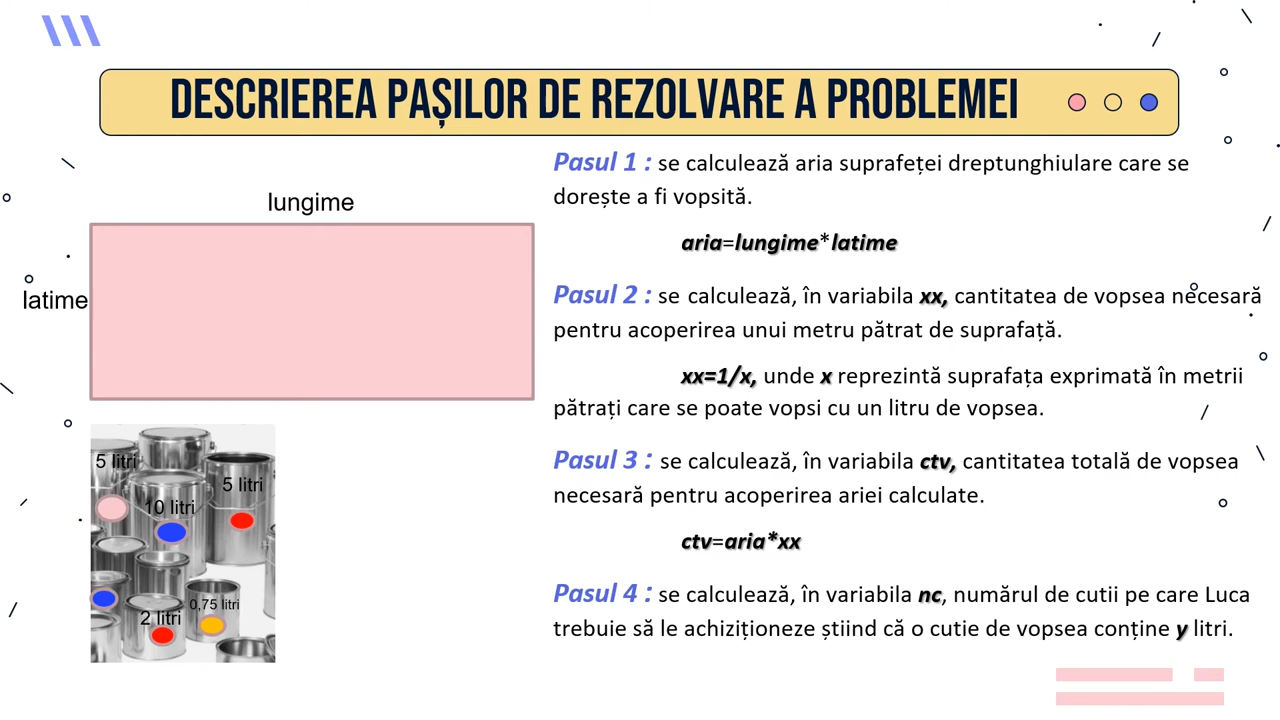 DESCRIEREA PAȘILOR DE REZOLVARE A PROBLEMEI
lungime
latime
5 litri
5 litri
10 litri
0,75 litri
2 litri
Pasul 1 : se calculează aria suprafeței dreptunghiulare care se
dorește a fi vopsită.
aria=lungime*latime
Pasul 2 : se calculează, în variabila xx, cantitatea de vopsea necesară
pentru acoperirea unui metru pătrat de suprafață.
xx=1/x, unde x reprezintă suprafața exprimată în metrii
pătrați care se poate vopsi cu un litru de vopsea.
Pasul 3 : se calculează, în variabila ctv, cantitatea totală de vopsea
necesară pentru acoperirea ariei calculate.
ctv=aria*xx
Pasul 4 : se calculează, în variabila nc, numărul de cutii pe care Luca
trebuie să le achiziționeze știind că o cutie de vopsea conține y litri.